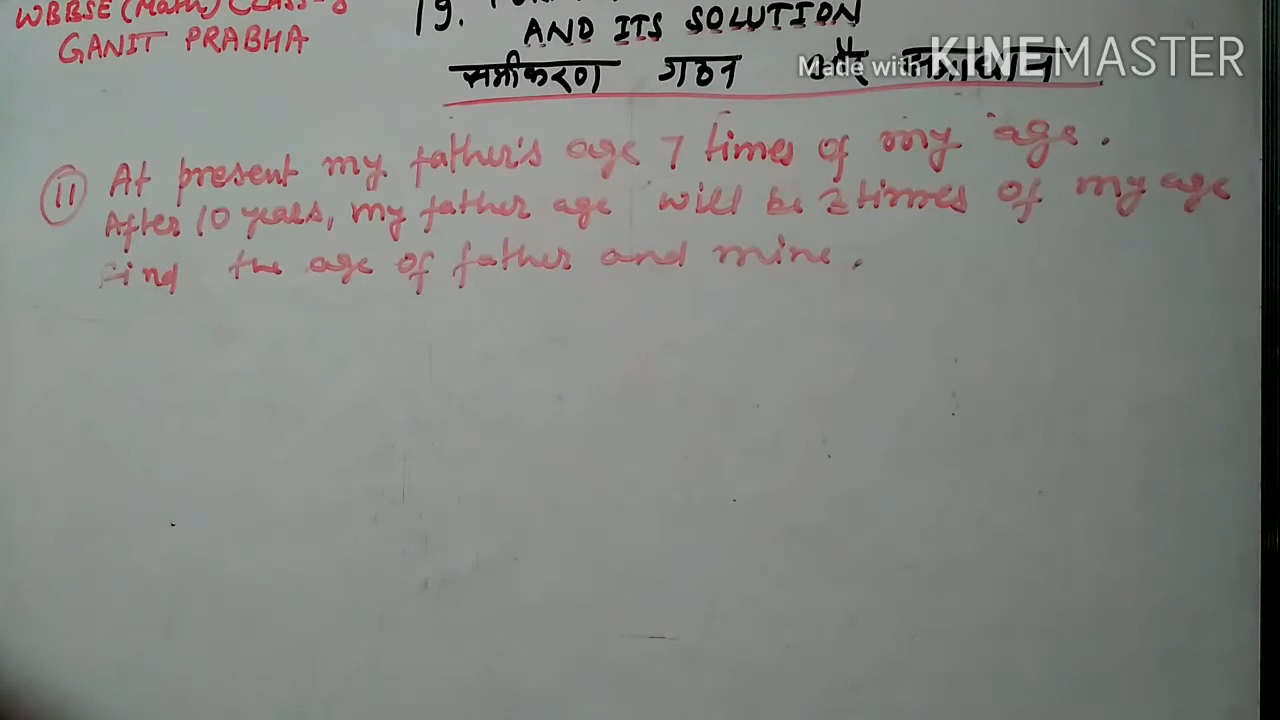 WBBSE (Math) CLASS-8
GANIT PRABHA
19.
AND ITS SOLUTION
समीकरण गठन और समाधान
Made with KINEMASTER
11 At present my father's age 7 times of my age.
After 10 years, my father age will be 3 times of my age
Find the age of father and mine.